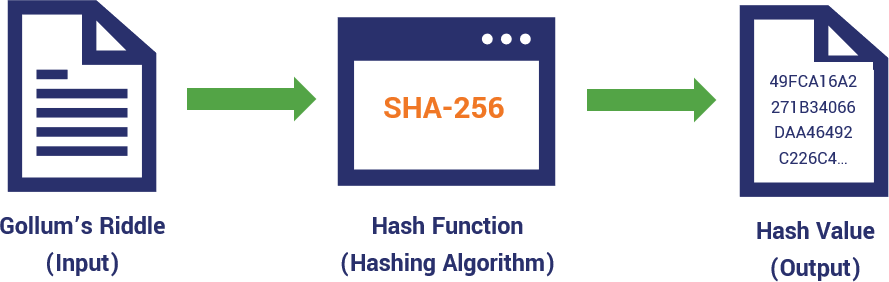 SHA-256
49FCA16A2
271B34066
DAA46492
C226C4...
Gollum's Riddle
(Input)
Hash Function
(Hashing Algorithm)
Hash Value
(Output)